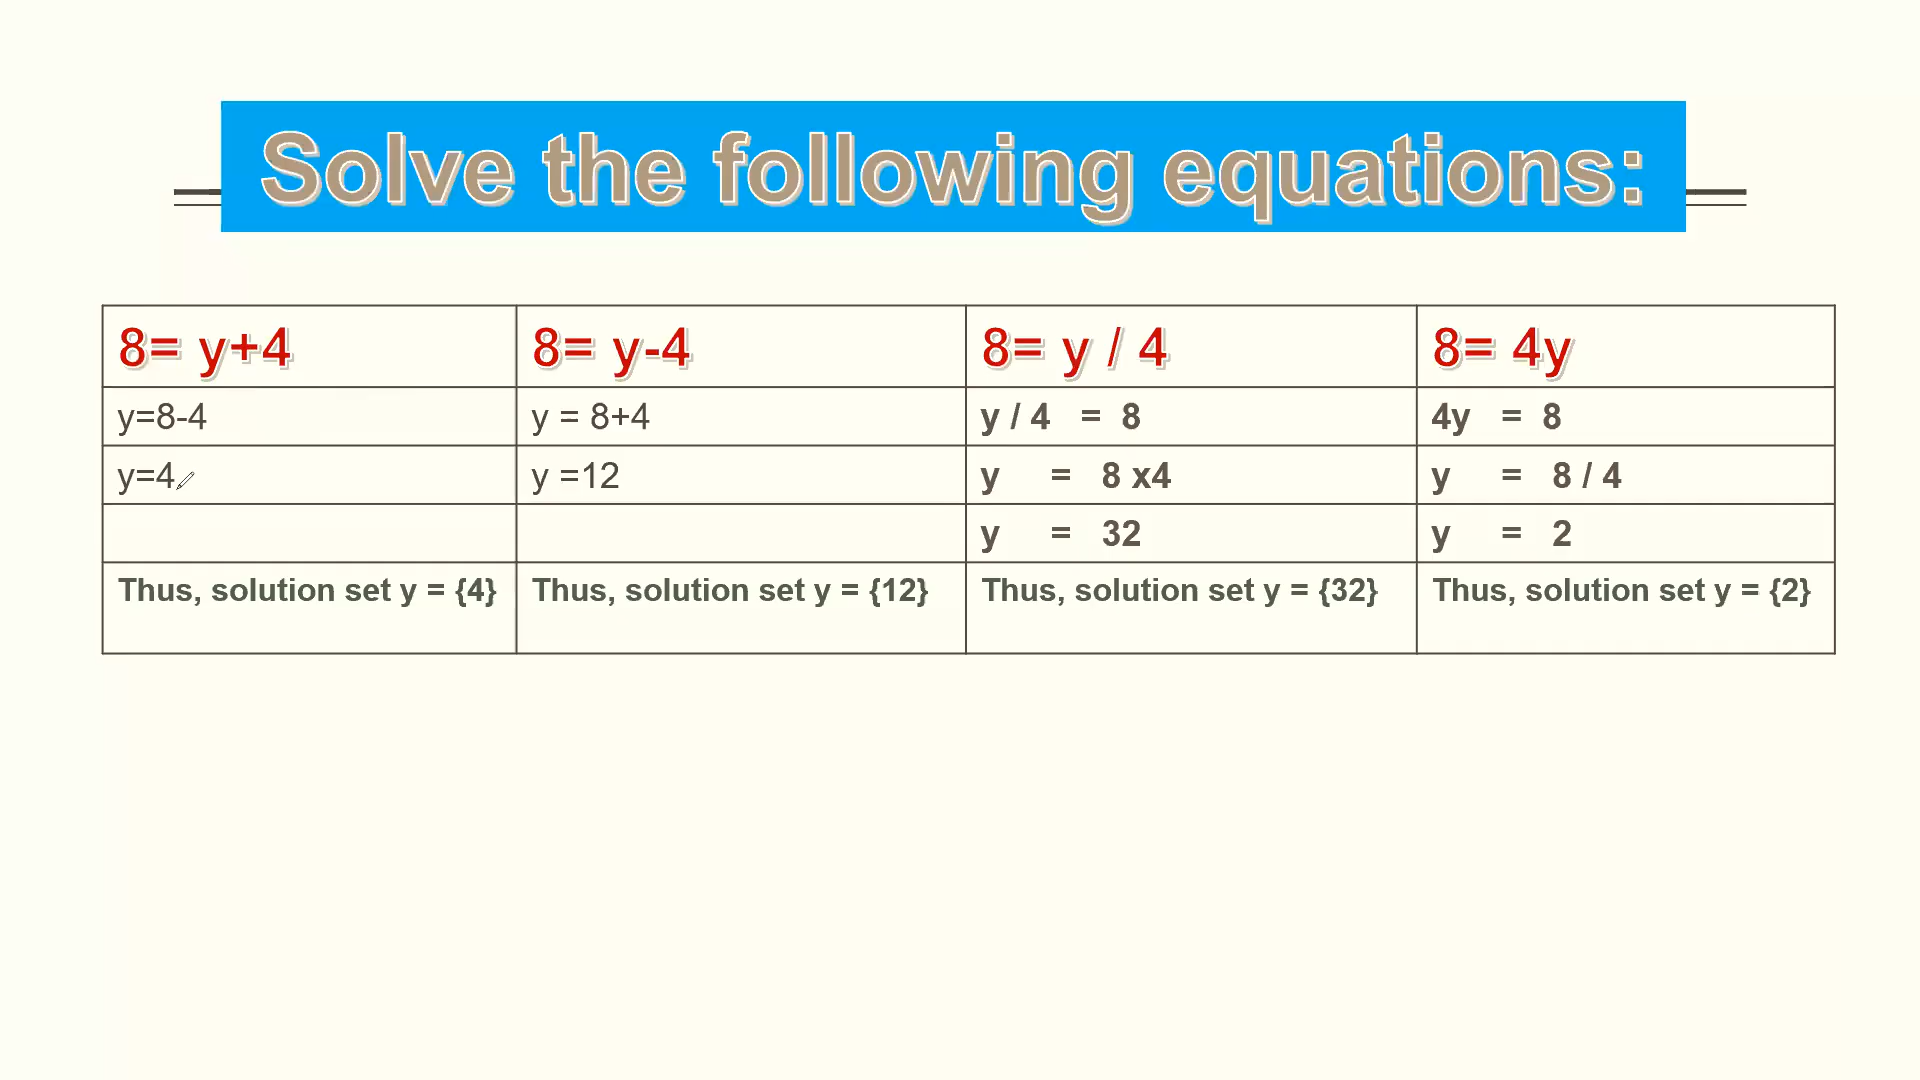 Solve the following equations:
8= y+4 8= y-4 8= y / 4 8= 4y
y=8-4 y = 8+4 y / 4 = 8 4y = 8
y=4 y =12 y = 8 x4 y = 8 / 4
y = 32 y = 2
Thus, solution set y = {4} Thus, solution set y = {12} Thus, solution set y = {32} Thus, solution set y = {2}